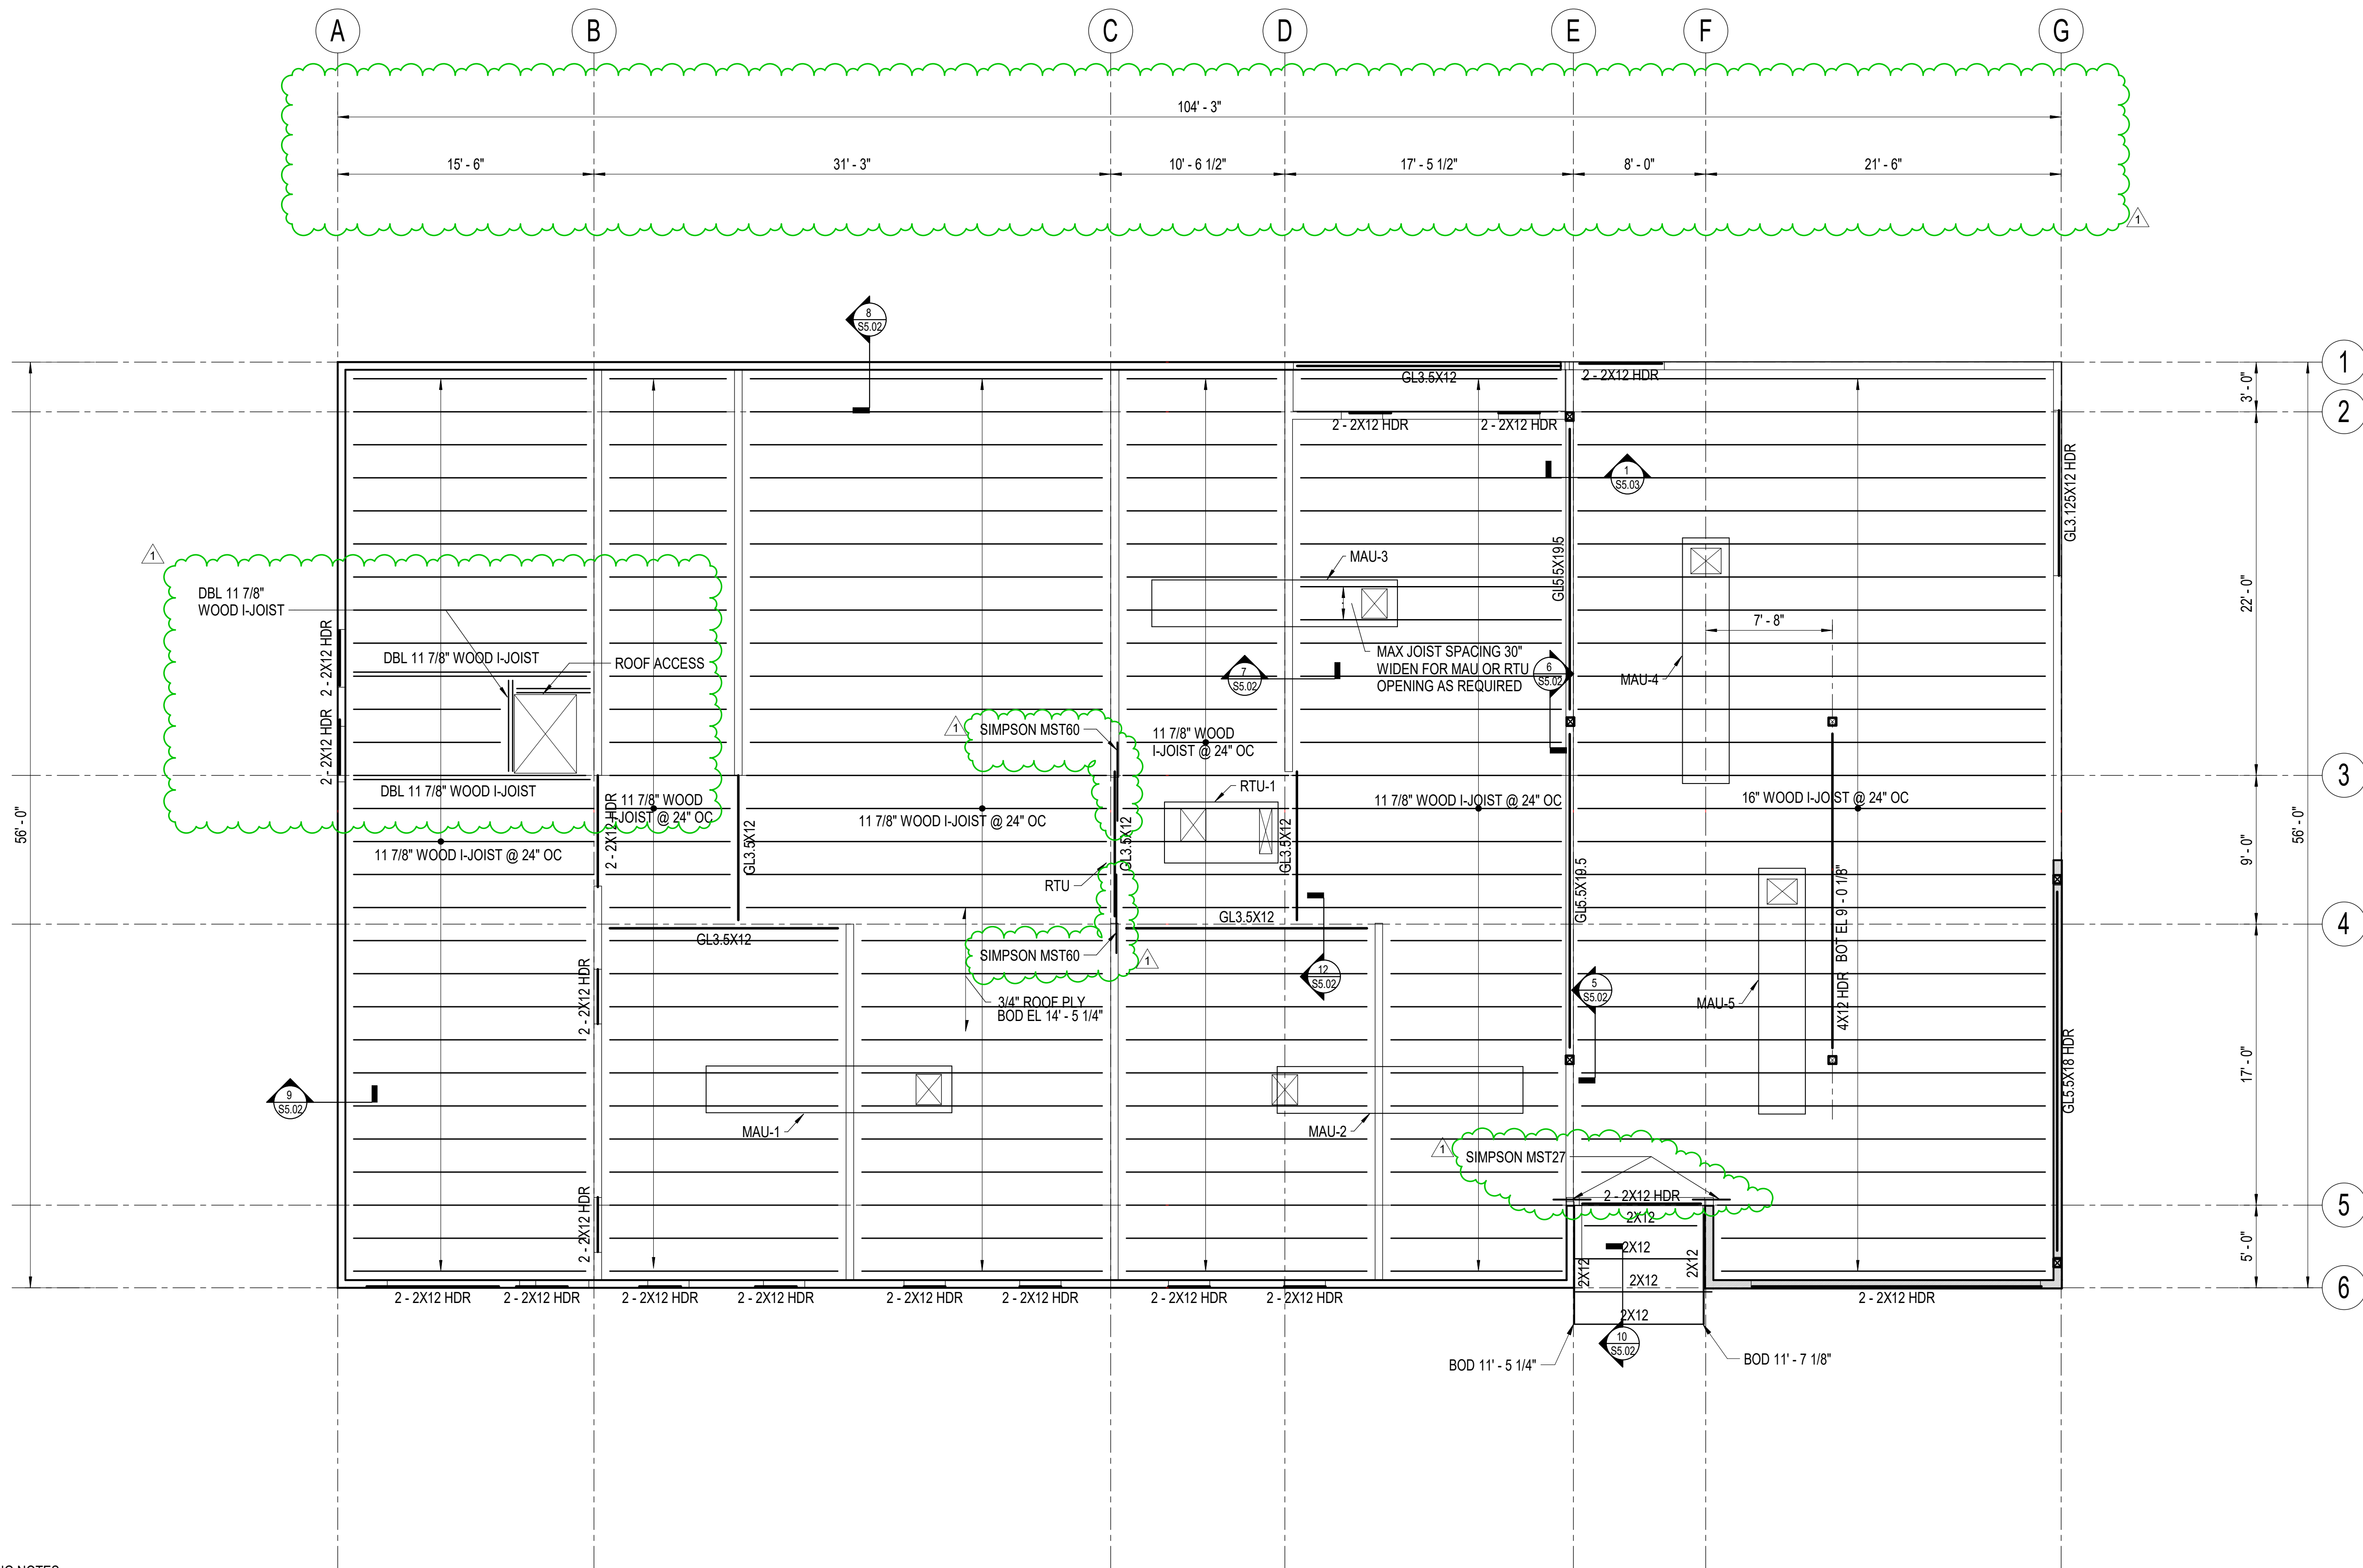 A B C D E F G
104' - 3"
15' - 6" 31' - 3" 10' - 6 1/2" 17' - 5 1/2" 8' - 0" 21' - 6"
1
8
S5.02
1
GL3.5X12
2 - 2X12 HDR
3' - 0"
2
2 - 2X12 HDR
2 - 2X12 HDR
1
S5.03
GL3.125X12 HDR
1
MAU-3
GL5.5X19.5
22' - 0"
DBL 11 7/8"
WOOD I-JOIST
7' - 8"
2 - 2X12 HDR
DBL 11 7/8" WOOD I-JOIST
ROOF ACCESS
MAX JOIST SPACING 30"
WIDEN FOR MAU OR RTU
OPENING AS REQUIRED
7
S5.02
6
S5.02
MAU-4
2 - 2X12 HDR
1
SIMPSON MST60
11 7/8" WOOD
I-JOIST @ 24" OC
3
DBL 11 7/8" WOOD I-JOIST
RTU-1
2 - 2X12 HDR
11 7/8" WOOD
I-JOIST @ 24" OC
11 7/8" WOOD I-JOIST @ 24" OC
11 7/8" WOOD I-JOIST @ 24" OC
16" WOOD I-JOIST @ 24" OC
56' - 0"
56' - 0"
9' - 0"
11 7/8" WOOD I-JOIST @ 24" OC
GL3.5X12
GL3.5X12
GL3.5X12
RTU
GL5.5X19.5
4X12 HDR BOT EL 9' - 0 1/8"
GL3.5X12
4
GL3.5X12
SIMPSON MST60
1
12
S5.02
5
S5.02
2 - 2X12 HDR
3/4" ROOF PLY
BOD EL 14' - 5 1/4"
MAU-5
GL5.5X18 HDR
17' - 0"
9
S5.02
MAU-1
MAU-2
1
SIMPSON MST27
2 - 2X12 HDR
2 - 2X12 HDR
5
2X12
2X12
2X12
2X12
2X12
2X12
5' - 0"
6
2 - 2X12 HDR
2 - 2X12 HDR
2 - 2X12 HDR
2 - 2X12 HDR
2 - 2X12 HDR
2 - 2X12 HDR
2 - 2X12 HDR
2 - 2X12 HDR
2 - 2X12 HDR
10
S5.02
BOD 11' - 5 1/4"
BOD 11' - 7 1/8"